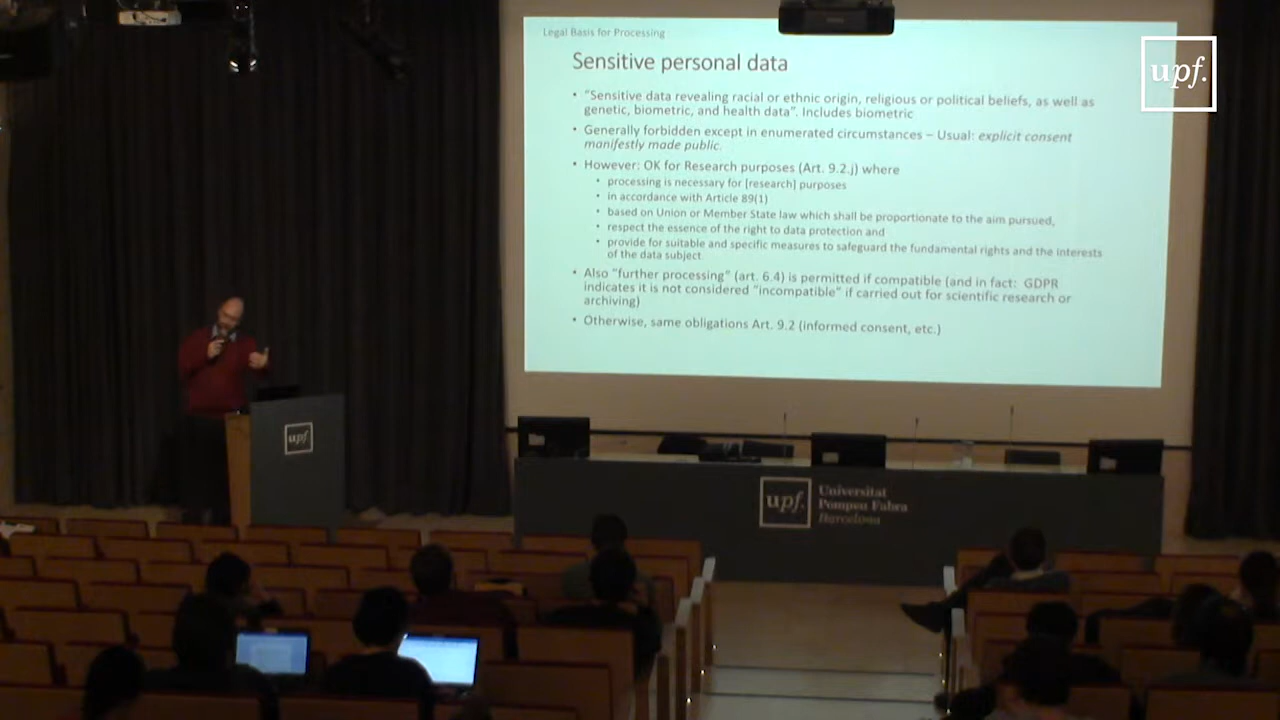 Legal Basis for Processing
Sensitive personal data
• "Sensitive data revealing racial or ethnic origin, religious or political beliefs, as well as
genetic, biometric, and health data". Includes biometric
• Generally forbidden except in enumerated circumstances – Usual: explicit consent
manifestly made public.
• However: OK for Research purposes (Art. 9.2.j) where
• processing is necessary for [research] purposes
• in accordance with Article 89(1)
• based on Union or Member State law which shall be proportionate to the aim pursued,
• respect the essence of the right to data protection and
• provide for suitable and specific measures to safeguard the fundamental rights and the interests
of the data subject
• Also "further processing" (art. 6.4) is permitted if compatible (and in fact: GDPR
indicates it is not considered "incompatible" if carried out for scientific research or
archiving)
• Otherwise, same obligations Art. 9.2 (informed consent, etc.)
upf.
upf.
upf.
Universitat
Pompeu Fabra
Barcelona